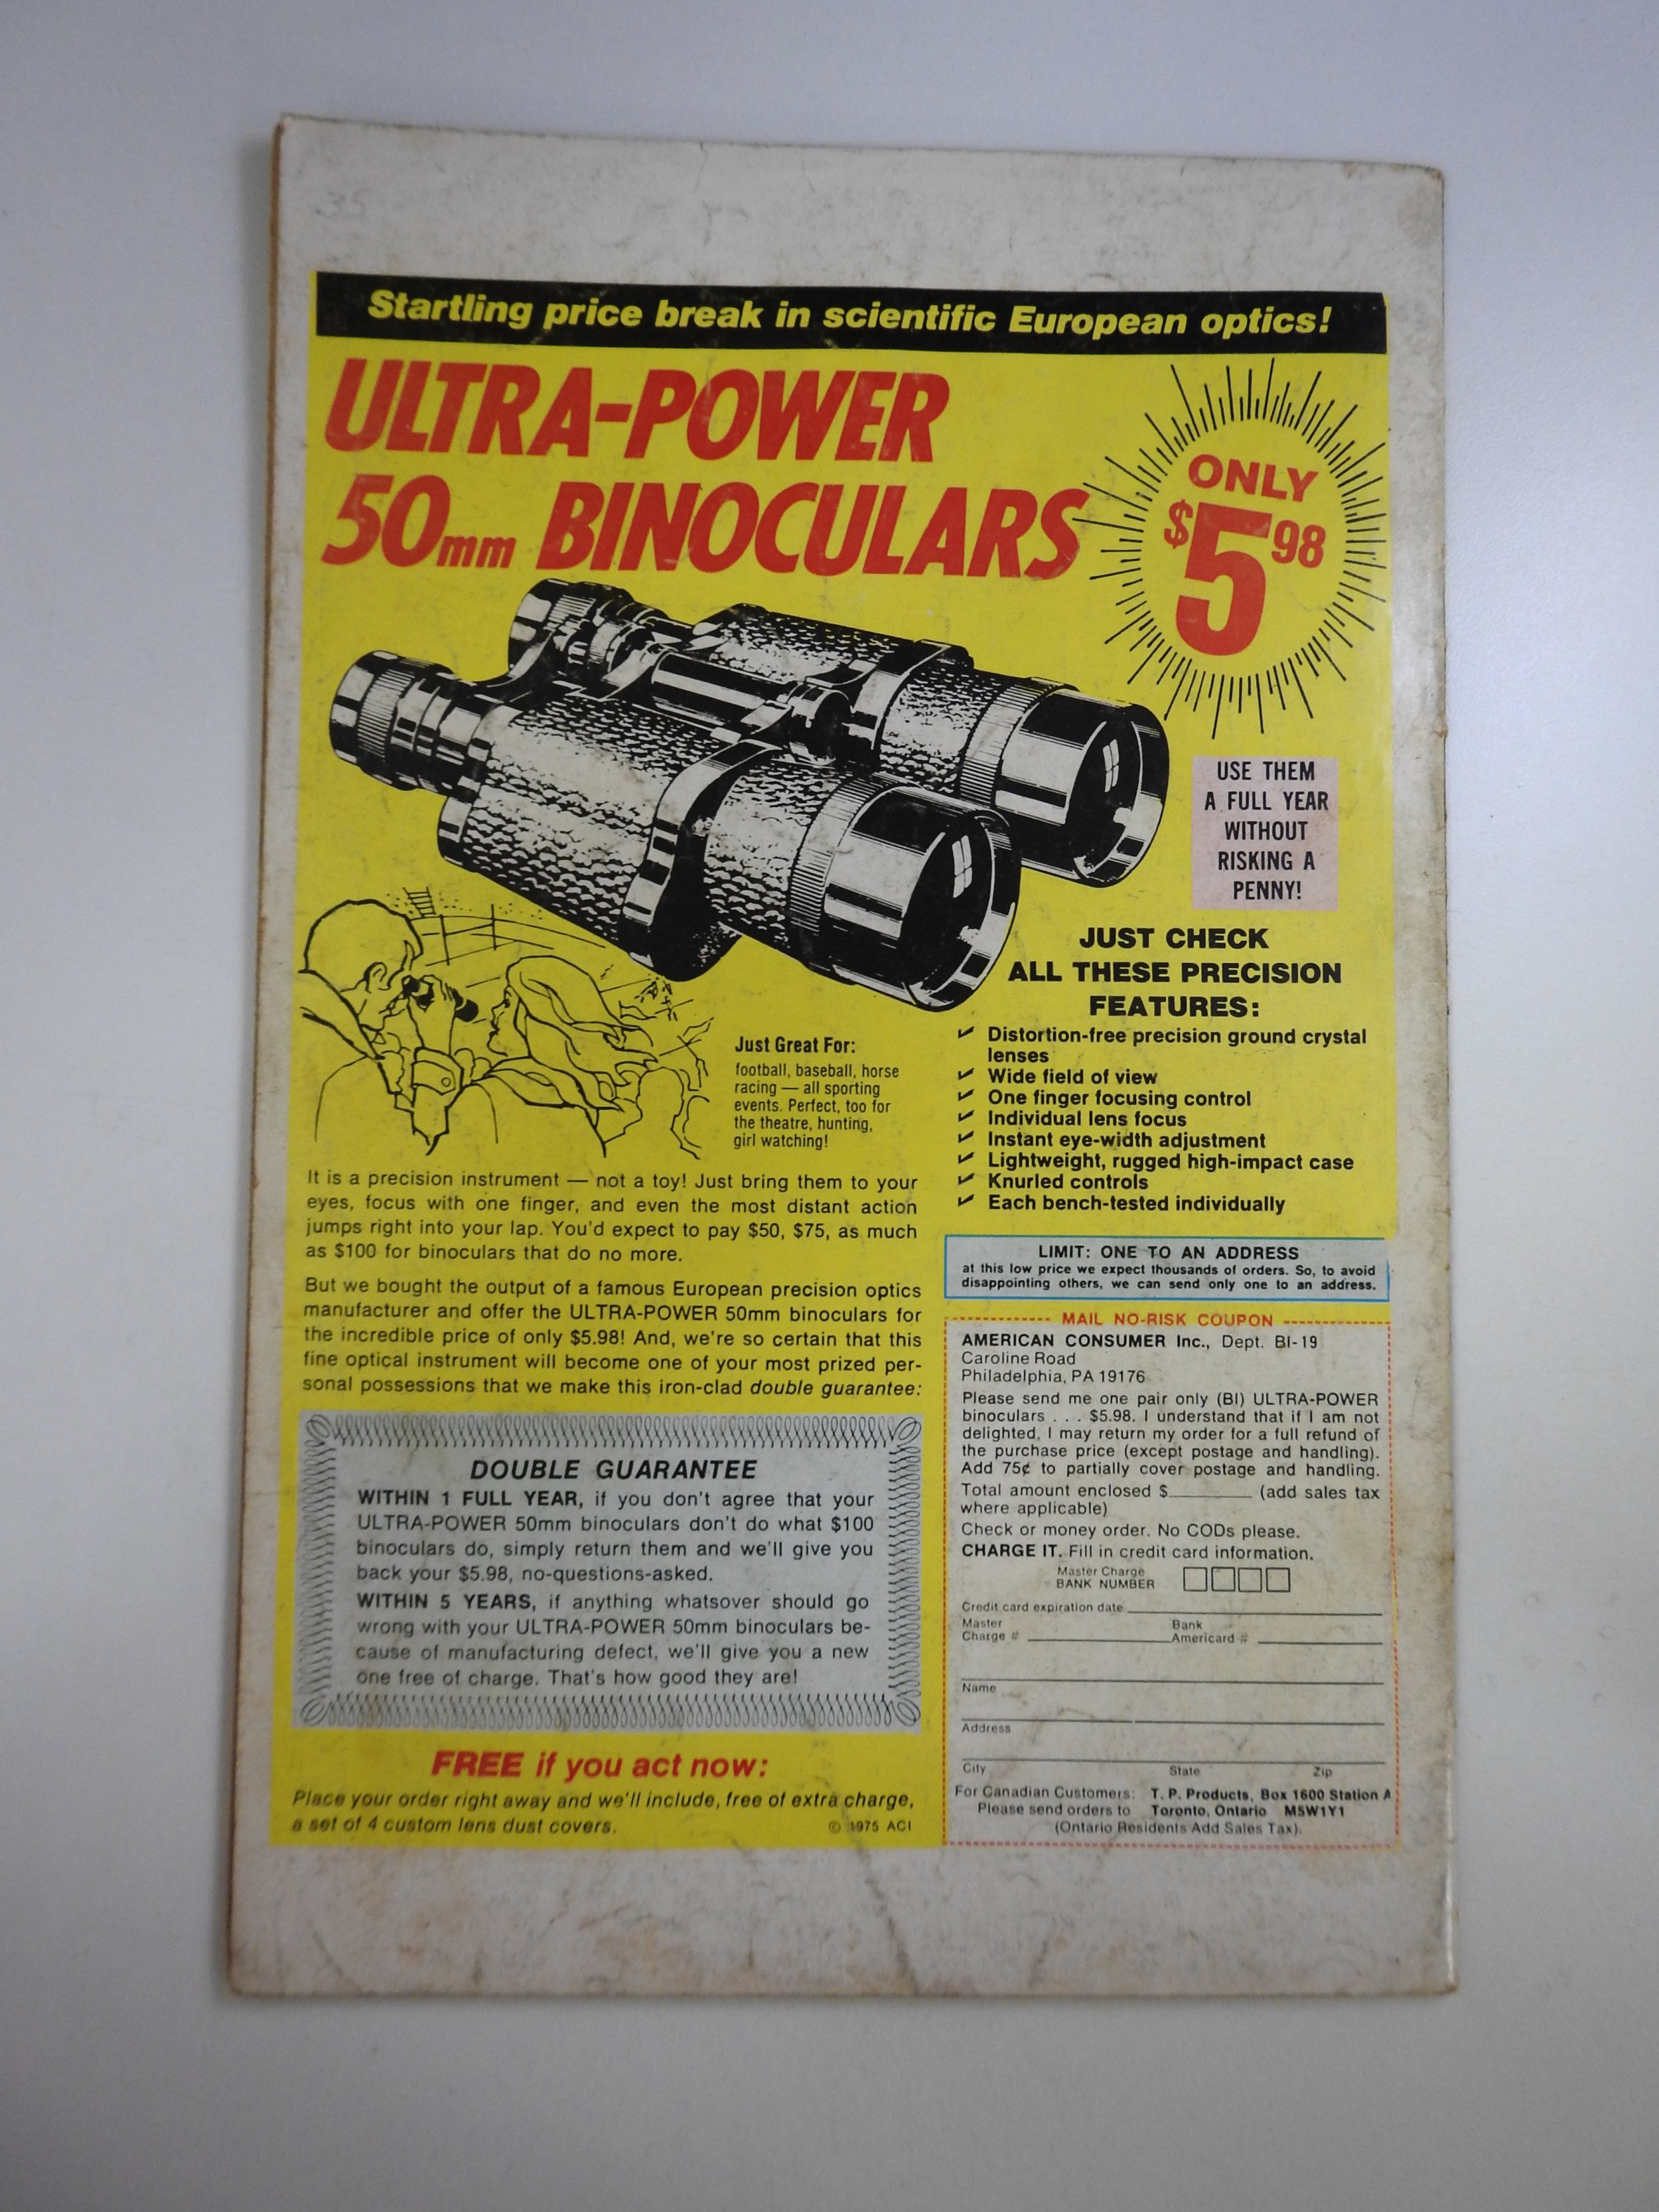 35
Startling price break in scientific European optics!
ULTRA-POWER
50mm BINOCULARS
ONLY
$5 98
USE THEM
A FULL YEAR
WITHOUT
RISKING A
PENNY!
Just Great For:
football, baseball, horse
racing — all sporting
events. Perfect, too for
the theatre, hunting,
girl watching!
It is a precision instrument — not a toy! Just bring them to your
eyes, focus with one finger, and even the most distant action
jumps right into your lap. You'd expect to pay $50, $75, as much
as $100 for binoculars that do no more.
But we bought the output of a famous European precision optics
manufacturer and offer the ULTRA-POWER 50mm binoculars for
the incredible price of only $5.98! And, we're so certain that this
fine optical instrument will become one of your most prized per-
sonal possessions that we make this iron-clad double guarantee:
DOUBLE GUARANTEE
WITHIN 1 FULL YEAR, if you don't agree that your
ULTRA-POWER 50mm binoculars don't do what $100
binoculars do, simply return them and we'll give you
back your $5.98, no-questions-asked.
WITHIN 5 YEARS, if anything whatsover should go
wrong with your ULTRA-POWER 50mm binoculars be-
cause of manufacturing defect, we'll give you a new
one free of charge. That's how good they are!
FREE if you act now:
Place your order right away and we'll include, free of extra charge,
a set of 4 custom lens dust covers.
© 1975 ACI
JUST CHECK
ALL THESE PRECISION
FEATURES:
✓ Distortion-free precision ground crystal
lenses
✓ Wide field of view
✓ One finger focusing control
✓ Individual lens focus
✓ Instant eye-width adjustment
✓ Lightweight, rugged high-impact case
✓ Knurled controls
✓ Each bench-tested individually
LIMIT: ONE TO AN ADDRESS
at this low price we expect thousands of orders. So, to avoid
disappointing others, we can send only one to an address.
MAIL NO-RISK COUPON
AMERICAN CONSUMER Inc., Dept. BI-19
Caroline Road
Philadelphia, PA 19176
Please send me one pair only (BI) ULTRA-POWER
binoculars . . . $5.98. I understand that if I am not
delighted, I may return my order for a full refund of
the purchase price (except postage and handling).
Add 75¢ to partially cover postage and handling.
Total amount enclosed $________ (add sales tax
where applicable)
Check or money order. No CODs please.
CHARGE IT. Fill in credit card information.
Master Charge
BANK NUMBER
Credit card expiration date
Master Bank
Charge # Americard #
Name
Address
City State Zip
For Canadian Customers: T. P. Products, Box 1600 Station A
Please send orders to Toronto, Ontario M5W1Y1
(Ontario Residents Add Sales Tax).